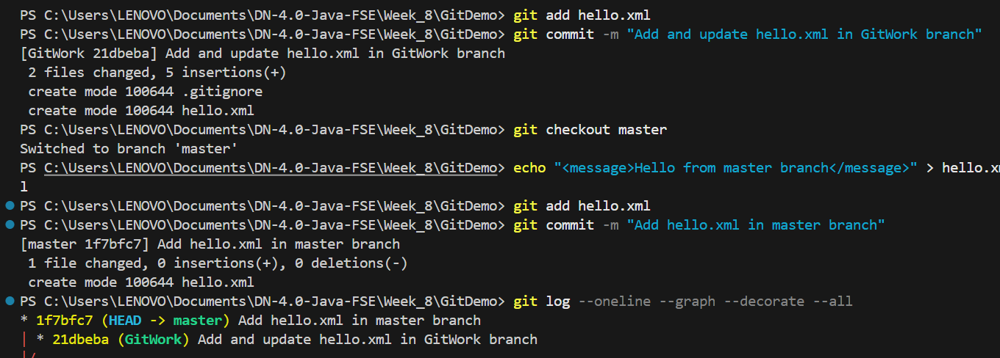 PS C:\Users\LENOVO\Documents\DN-4.0-Java-FSE\Week_8\GitDemo> git add hello.xml
PS C:\Users\LENOVO\Documents\DN-4.0-Java-FSE\Week_8\GitDemo> git commit -m "Add and update hello.xml in GitWork branch"
[GitWork 21dbeba] Add and update hello.xml in GitWork branch
 2 files changed, 5 insertions(+)
 create mode 100644 .gitignore
 create mode 100644 hello.xml
PS C:\Users\LENOVO\Documents\DN-4.0-Java-FSE\Week_8\GitDemo> git checkout master
Switched to branch 'master'
PS C:\Users\LENOVO\Documents\DN-4.0-Java-FSE\Week_8\GitDemo> echo "<message>Hello from master branch</message>" > hello.xm
l
PS C:\Users\LENOVO\Documents\DN-4.0-Java-FSE\Week_8\GitDemo> git add hello.xml
PS C:\Users\LENOVO\Documents\DN-4.0-Java-FSE\Week_8\GitDemo> git commit -m "Add hello.xml in master branch"
[master 1f7bfc7] Add hello.xml in master branch
 1 file changed, 0 insertions(+), 0 deletions(-)
 create mode 100644 hello.xml
PS C:\Users\LENOVO\Documents\DN-4.0-Java-FSE\Week_8\GitDemo> git log --oneline --graph --decorate --all
* 1f7bfc7 (HEAD -> master) Add hello.xml in master branch
| * 21dbeba (GitWork) Add and update hello.xml in GitWork branch
|/